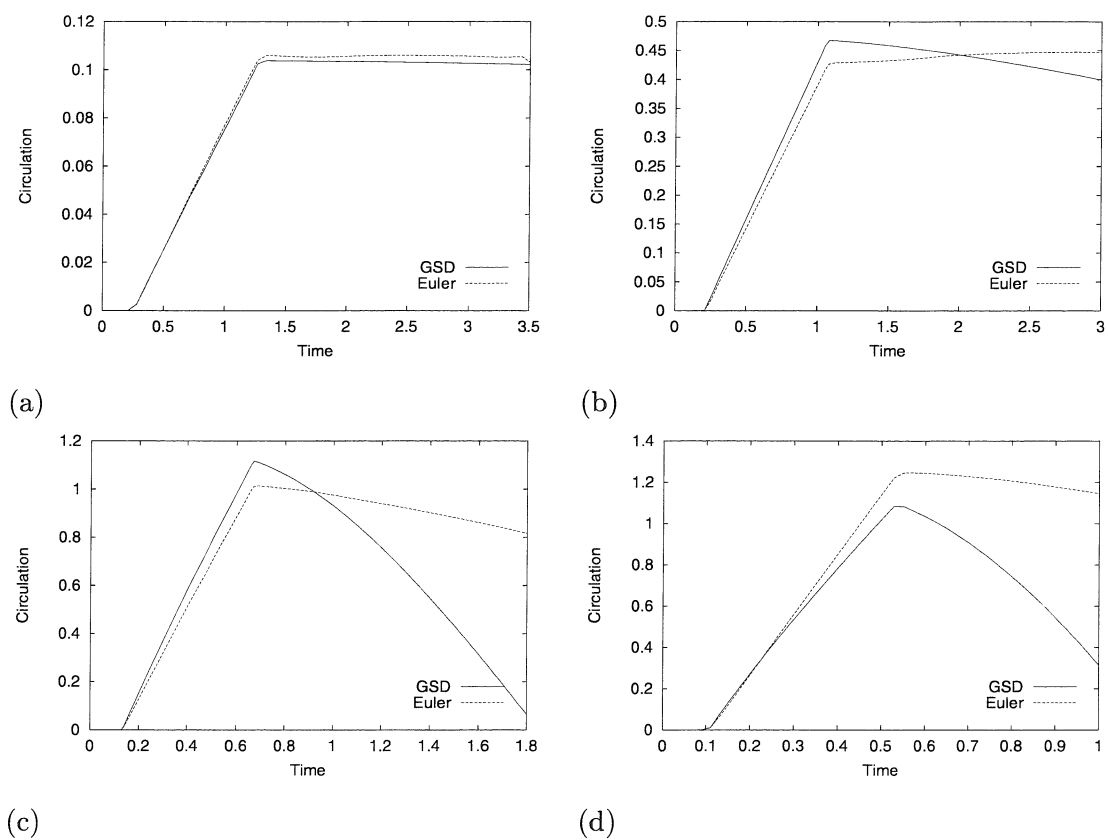 0.12
0.1
0.08
0.06
0.04
0.02
0
Circulation
GSD
Euler
0 0.5 1 1.5 2 2.5 3 3.5
Time
(a)
0.5
0.45
0.4
0.35
0.3
0.25
0.2
0.15
0.1
0.05
0
Circulation
GSD
Euler
0 0.5 1 1.5 2 2.5 3
Time
(b)
1.2
1
0.8
0.6
0.4
0.2
0
Circulation
GSD
Euler
0 0.2 0.4 0.6 0.8 1 1.2 1.4 1.6 1.8
Time
(c)
1.4
1.2
1
0.8
0.6
0.4
0.2
0
Circulation
GSD
Euler
0 0.1 0.2 0.3 0.4 0.5 0.6 0.7 0.8 0.9 1
Time
(d)